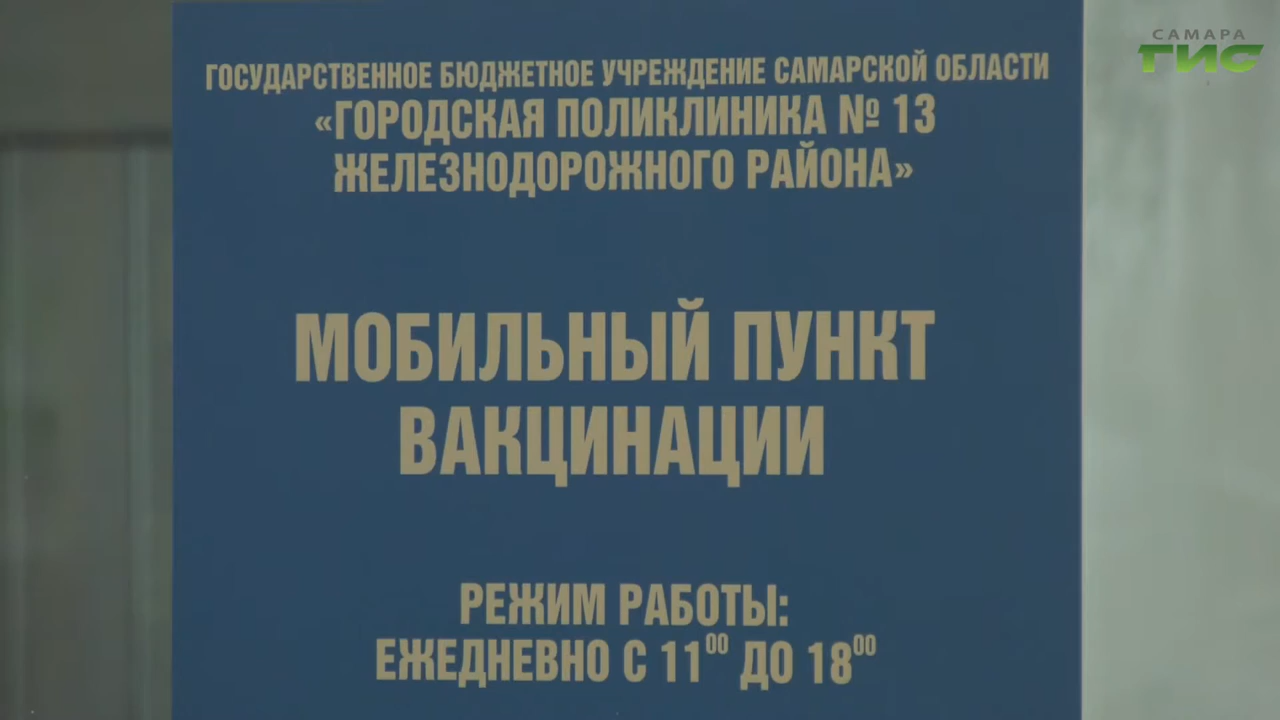 САМАРА
ГИС
ГОСУДАРСТВЕННОЕ БЮДЖЕТНОЕ УЧРЕЖДЕНИЕ САМАРСКОЙ ОБЛАСТИ
«ГОРОДСКАЯ ПОЛИКЛИНИКА № 13
ЖЕЛЕЗНОДОРОЖНОГО РАЙОНА»
МОБИЛЬНЫЙ ПУНКТ
ВАКЦИНАЦИИ
РЕЖИМ РАБОТЫ:
ЕЖЕДНЕВНО С 11⁰⁰ ДО 18⁰⁰